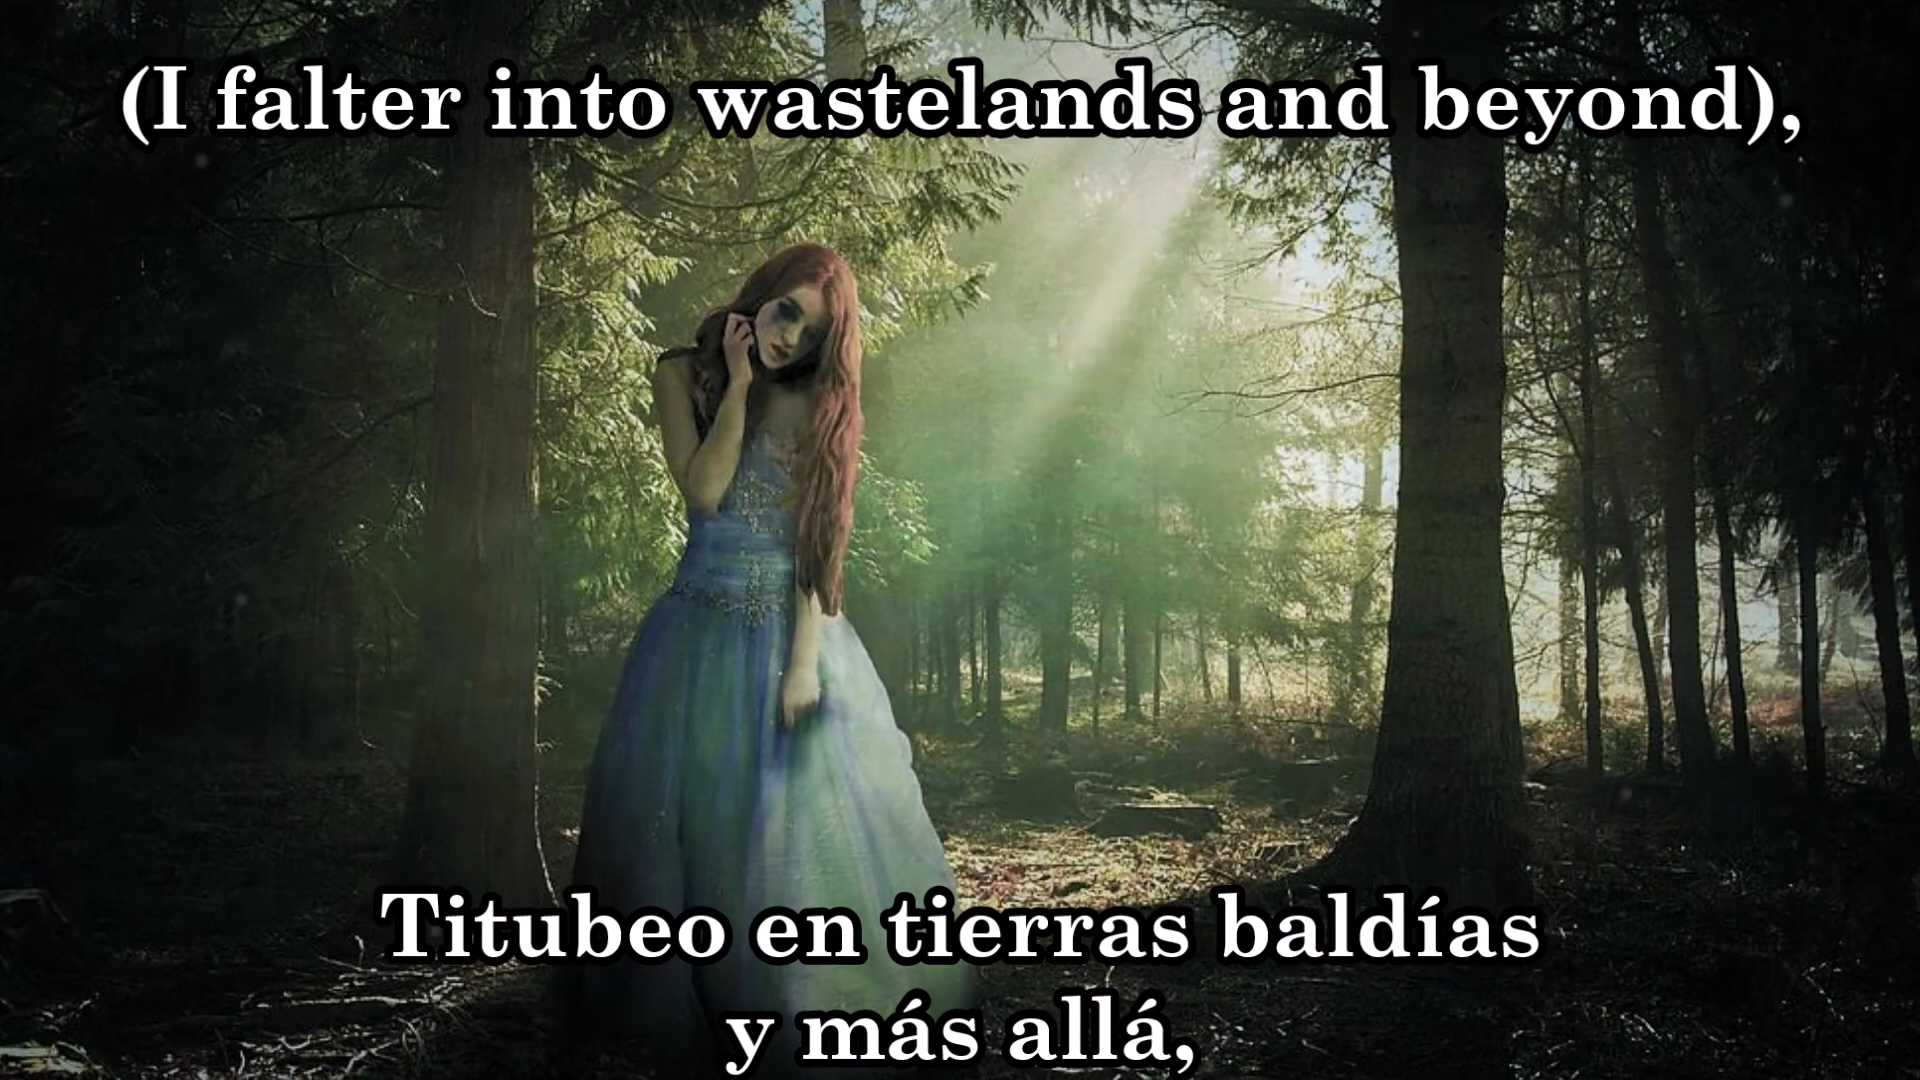 (I falter into wastelands and beyond),
Titubeo en tierras baldías
y más allá,